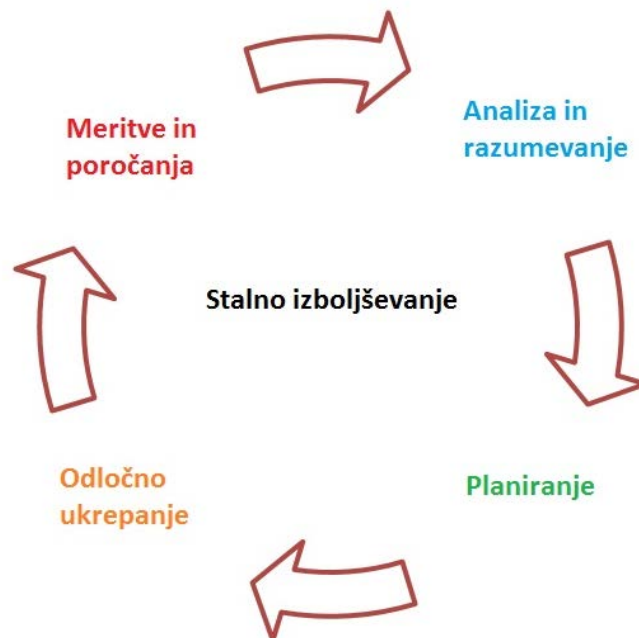 Meritve in
poročanja
Analiza in
razumevanje
Stalno izboljševanje
Odločno
ukrepanje
Planiranje